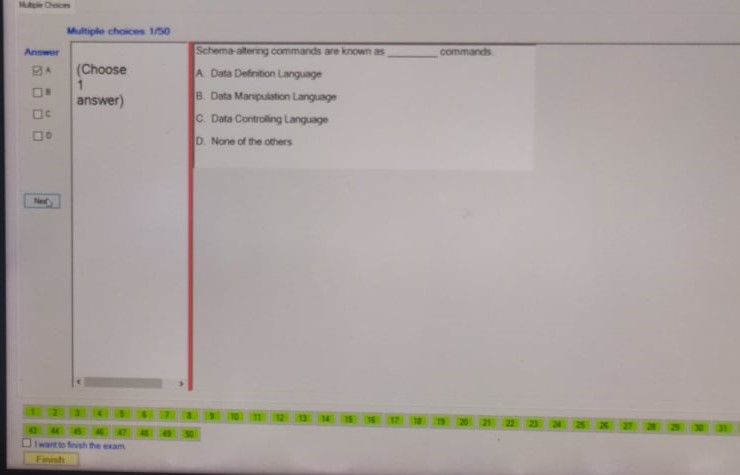 Multiple Choices
Multiple choices 1/50
Answer
A
B
C
D
(Choose
1
answer)
Schema-altering commands are known as ________ commands.
A. Data Definition Language
B. Data Manipulation Language
C. Data Controlling Language
D. None of the others
Next
1 2 3 4 5 6 7 8 9 10 11 12 13 14 15 16 17 18 19 20 21 22 23 24 25 26 27 28 29 30 31
43 44 45 46 47 48 49 50
I want to finish the exam.
Finish